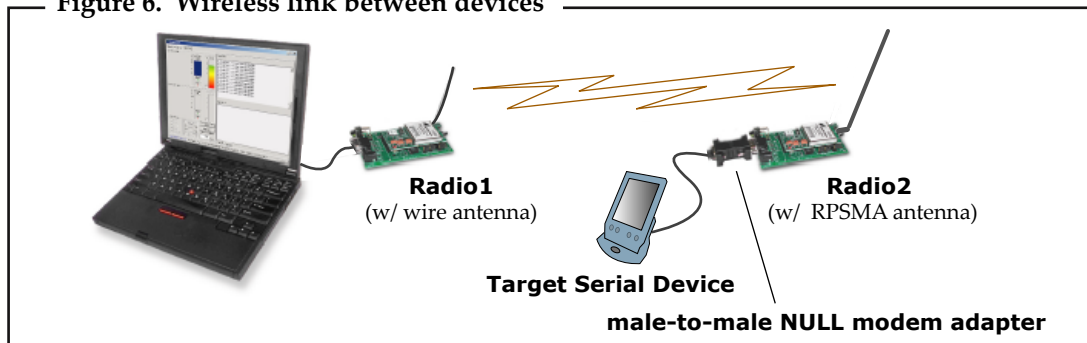 Figure 6. Wireless link between devices
Radio1
(w/ wire antenna)
Radio2
(w/ RPSMA antenna)
Target Serial Device
male-to-male NULL modem adapter